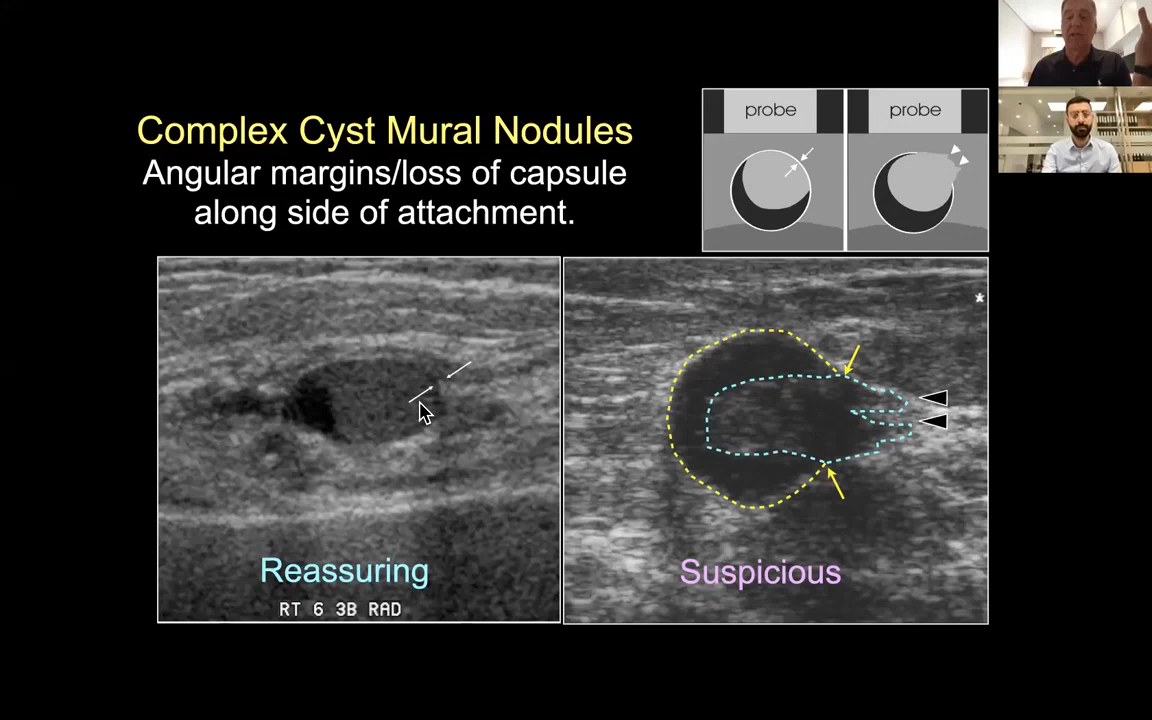 Complex Cyst Mural Nodules
Angular margins/loss of capsule
along side of attachment.
probe
probe
Reassuring
RT 6 3B RAD
Suspicious